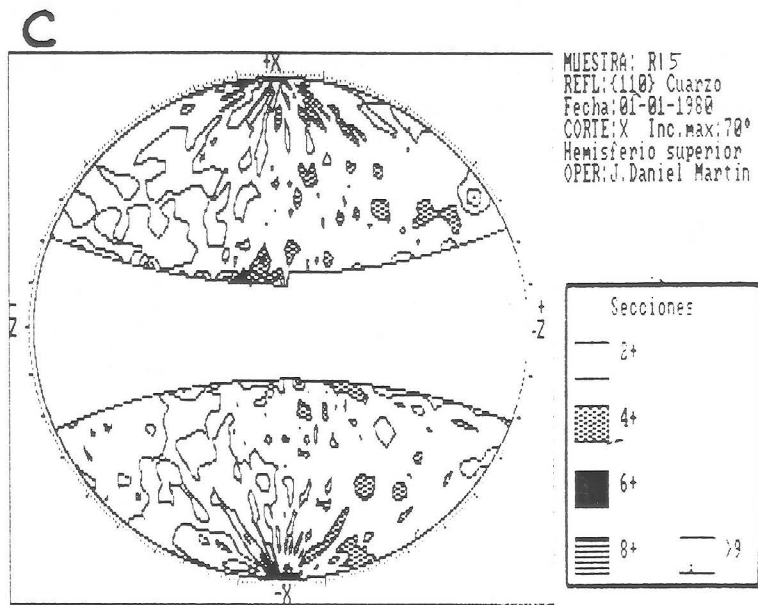 C
+X
MUESTRA: R15
REFL:{110} Cuarzo
Fecha:01-01-1980
CORTE:X Inc.max:70º
Hemisferio superior
OPER:J.Daniel Martin
Z
+
-Z
-X
Secciones
2+
4+
6+
8+
>9